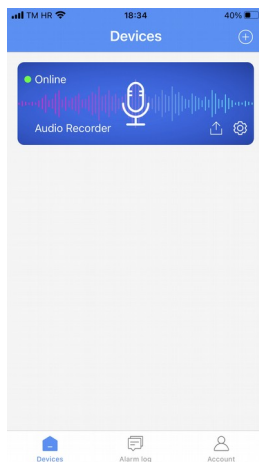 TM HR 18:34 40%
Devices
Online
Audio Recorder
Devices Alarm log Account